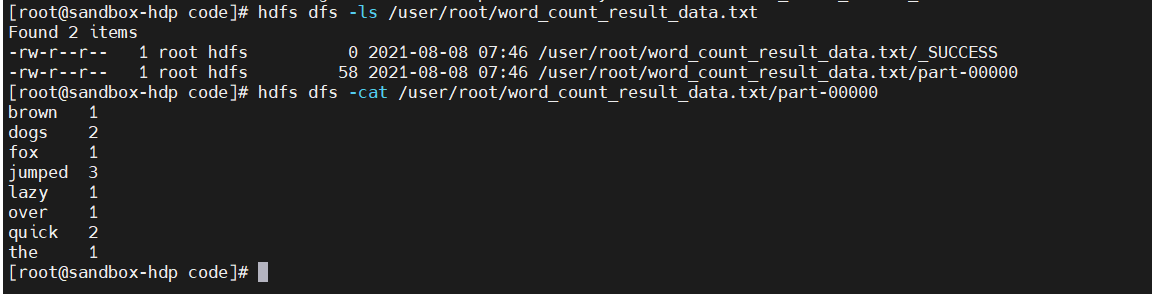 [root@sandbox-hdp code]# hdfs dfs -ls /user/root/word_count_result_data.txt
Found 2 items
-rw-r--r--   1 root hdfs          0 2021-08-08 07:46 /user/root/word_count_result_data.txt/_SUCCESS
-rw-r--r--   1 root hdfs         58 2021-08-08 07:46 /user/root/word_count_result_data.txt/part-00000
[root@sandbox-hdp code]# hdfs dfs -cat /user/root/word_count_result_data.txt/part-00000
brown   1
dogs    2
fox     1
jumped  3
lazy    1
over    1
quick   2
the     1
[root@sandbox-hdp code]#